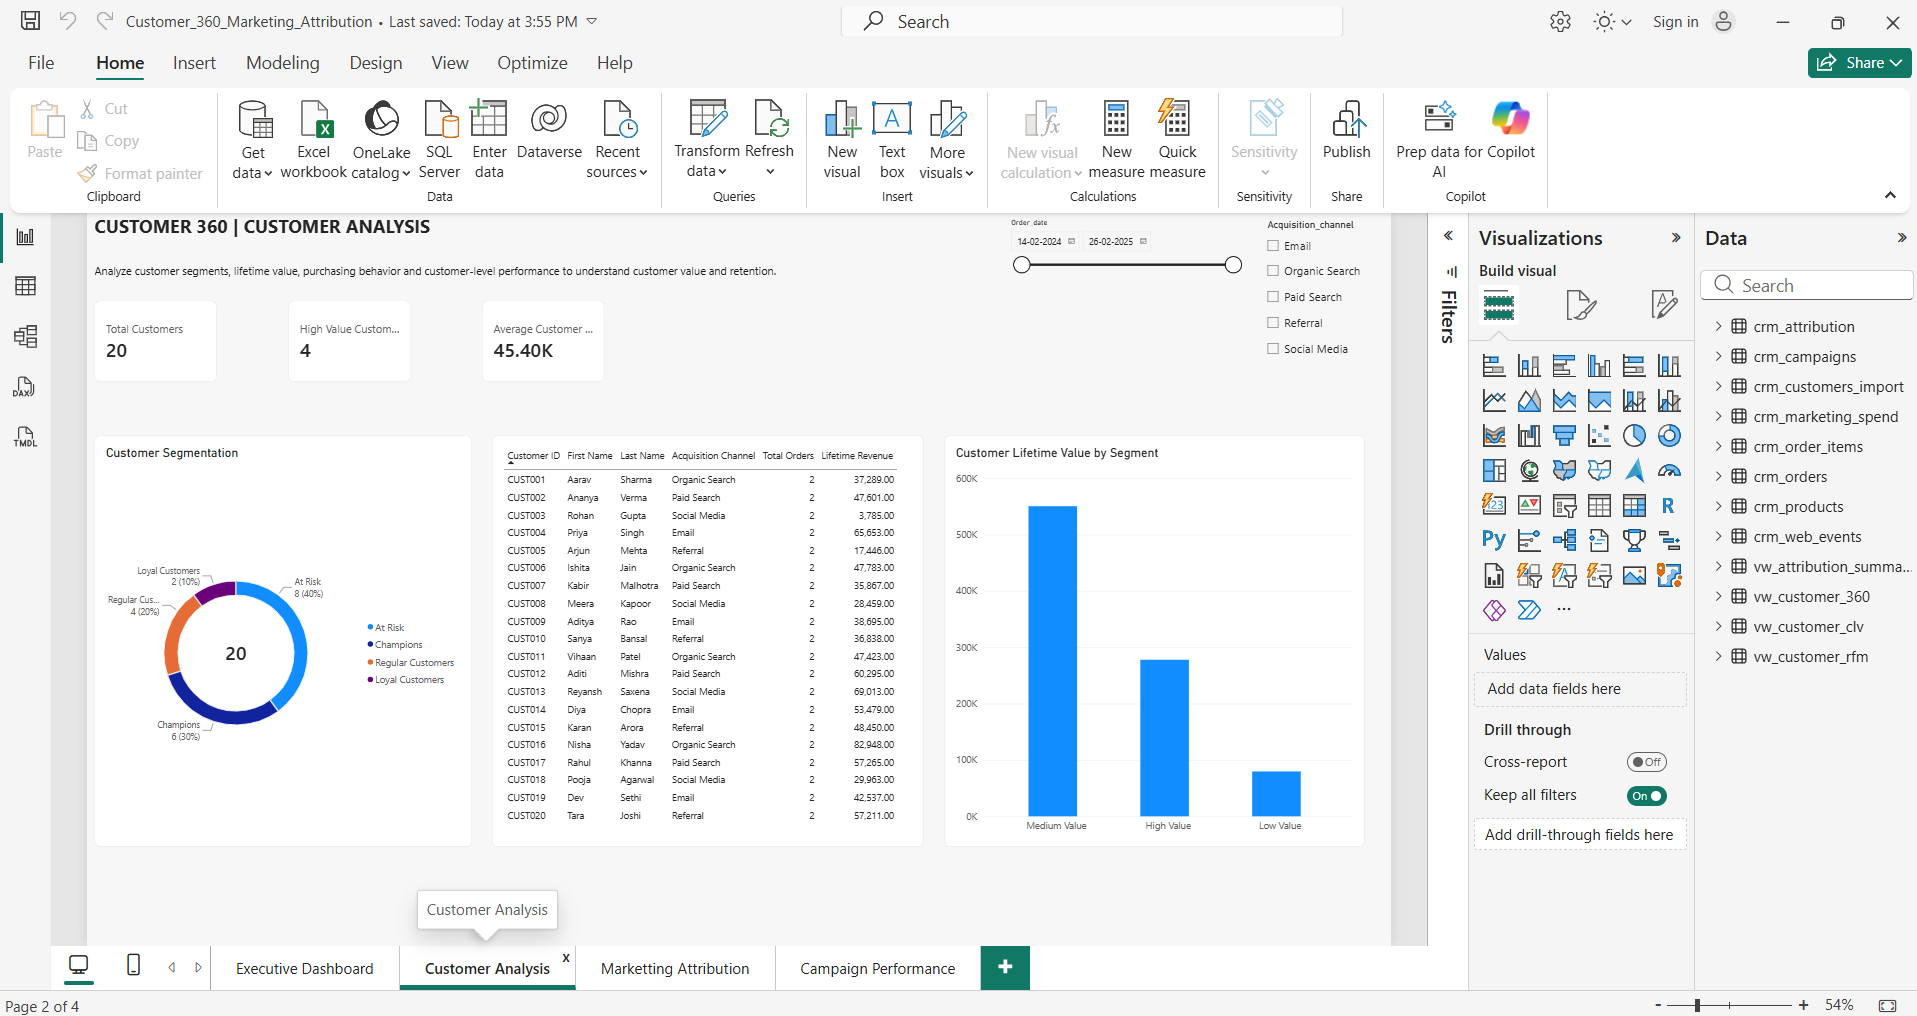 Customer_360_Marketing_Attribution • Last saved: Today at 3:55 PM
Search
Sign in
File Home Insert Modeling Design View Optimize Help
Share
Paste
Cut
Copy
Format painter
Clipboard
Get data
Excel workbook
OneLake catalog
SQL Server
Enter data
Dataverse
Recent sources
Data
Transform data
Refresh
Queries
New visual
Text box
More visuals
Insert
New visual calculation
New measure
Quick measure
Calculations
Sensitivity
Sensitivity
Publish
Share
Prep data for AI
Copilot
Copilot
DAX
TMDL
CUSTOMER 360 | CUSTOMER ANALYSIS
Analyze customer segments, lifetime value, purchasing behavior and customer-level performance to understand customer value and retention.
Order_date
14-02-2024 26-02-2025
Acquisition_channel
Email
Organic Search
Paid Search
Referral
Social Media
Total Customers
20
High Value Custom...
4
Average Customer ...
45.40K
Customer Segmentation
Loyal Customers
2 (10%)
At Risk
8 (40%)
Regular Cus...
4 (20%)
20
Champions
6 (30%)
At Risk
Champions
Regular Customers
Loyal Customers
Customer ID First Name Last Name Acquisition Channel Total Orders Lifetime Revenue
CUST001 Aarav Sharma Organic Search 2 37,289.00
CUST002 Ananya Verma Paid Search 2 47,601.00
CUST003 Rohan Gupta Social Media 2 3,785.00
CUST004 Priya Singh Email 2 65,653.00
CUST005 Arjun Mehta Referral 2 17,446.00
CUST006 Ishita Jain Organic Search 2 47,783.00
CUST007 Kabir Malhotra Paid Search 2 35,867.00
CUST008 Meera Kapoor Social Media 2 28,459.00
CUST009 Aditya Rao Email 2 38,695.00
CUST010 Sanya Bansal Referral 2 36,838.00
CUST011 Vihaan Patel Organic Search 2 47,423.00
CUST012 Aditi Mishra Paid Search 2 60,295.00
CUST013 Reyansh Saxena Social Media 2 69,013.00
CUST014 Diya Chopra Email 2 53,479.00
CUST015 Karan Arora Referral 2 48,450.00
CUST016 Nisha Yadav Organic Search 2 82,948.00
CUST017 Rahul Khanna Paid Search 2 57,265.00
CUST018 Pooja Agarwal Social Media 2 29,963.00
CUST019 Dev Sethi Email 2 42,537.00
CUST020 Tara Joshi Referral 2 57,211.00
Customer Lifetime Value by Segment
600K
500K
400K
300K
200K
100K
0K
Medium Value High Value Low Value
Customer Analysis
Filters
Visualizations
Build visual
123
R
Py
Values
Add data fields here
Drill through
Cross-report Off
Keep all filters On
Add drill-through fields here
Data
Search
crm_attribution
crm_campaigns
crm_customers_import
crm_marketing_spend
crm_order_items
crm_orders
crm_products
crm_web_events
vw_attribution_summa...
vw_customer_360
vw_customer_clv
vw_customer_rfm
Executive Dashboard Customer Analysis x Marketting Attribution Campaign Performance +
Page 2 of 4
- + 54%